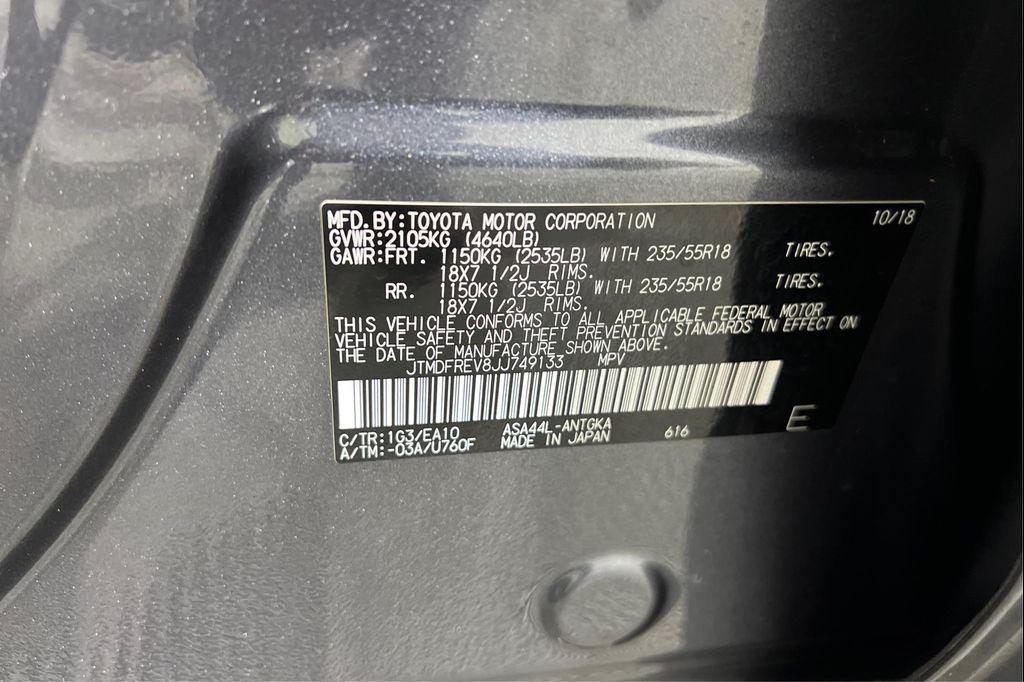 MFD. BY: TOYOTA MOTOR CORPORATION 10/18
GVWR: 2105KG (4640LB)
GAWR: FRT. 1150KG (2535LB) WITH 235/55R18 TIRES.
18X7 1/2J RIMS.
RR. 1150KG (2535LB) WITH 235/55R18 TIRES.
18X7 1/2J RIMS.
THIS VEHICLE CONFORMS TO ALL APPLICABLE FEDERAL MOTOR
VEHICLE SAFETY AND THEFT PREVENTION STANDARDS IN EFFECT ON
THE DATE OF MANUFACTURE SHOWN ABOVE.
JTMDFREV8JJ749133 MPV
C/TR: 1G3/EA10 ASA44L-ANTGKA 616 E
A/TM: -03A/U760F MADE IN JAPAN